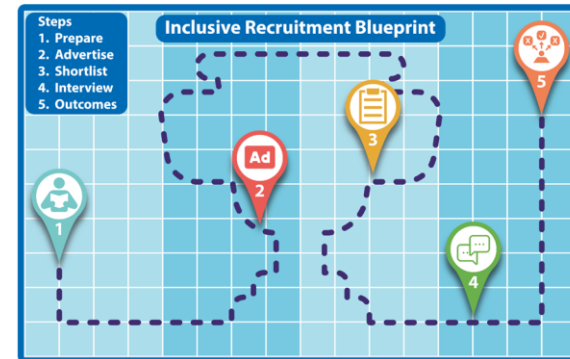 Steps
1. Prepare
2. Advertise
3. Shortlist
4. Interview
5. Outcomes
Inclusive Recruitment Blueprint
5
3
Ad
2
1
4